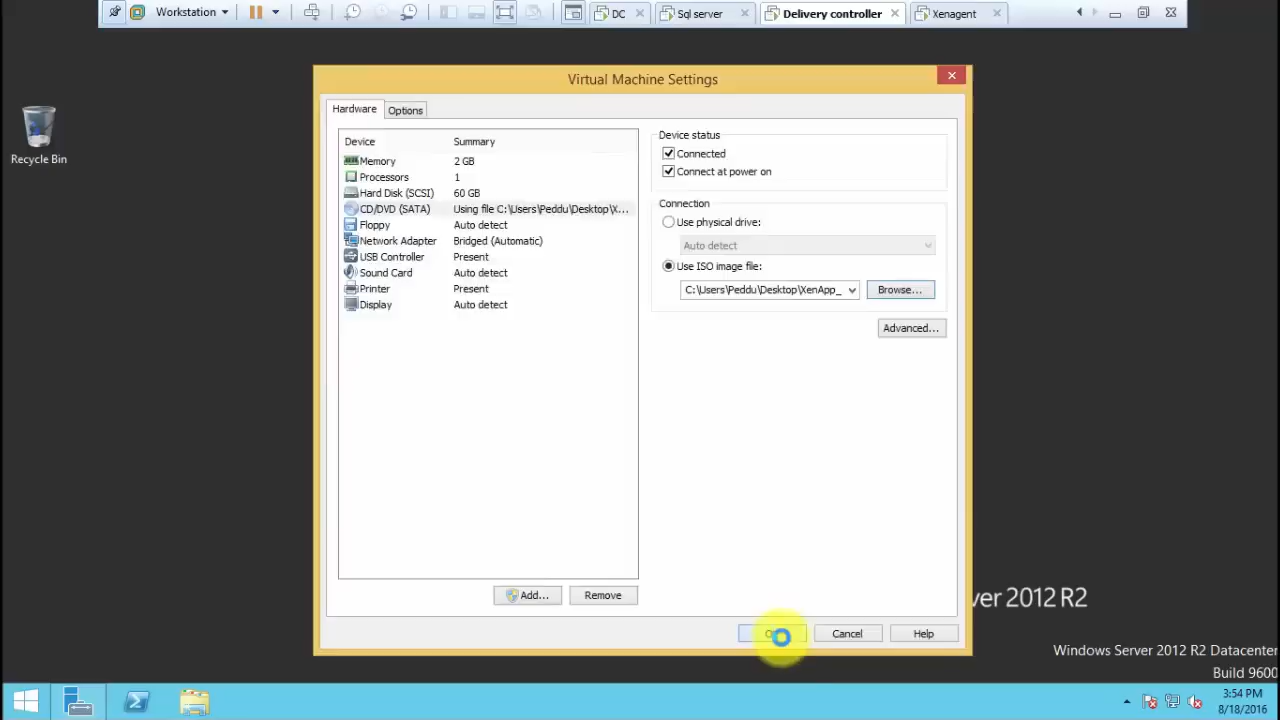 Workstation
DC
Sql server
Delivery controller
Xenagent
Virtual Machine Settings
Recycle Bin
Hardware
Options
Device Summary
Memory 2 GB
Processors 1
Hard Disk (SCSI) 60 GB
CD/DVD (SATA) Using file C:\Users\Peddu\Desktop\X...
Floppy Auto detect
Network Adapter Bridged (Automatic)
USB Controller Present
Sound Card Auto detect
Printer Present
Display Auto detect
Device status
Connected
Connect at power on
Connection
Use physical drive:
Auto detect
Use ISO image file:
C:\Users\Peddu\Desktop\XenApp_
Browse...
Advanced...
Add...
Remove
Cancel
Help
ver 2012 R2
Windows Server 2012 R2 Datacenter
Build 9600
3:54 PM
8/18/2016